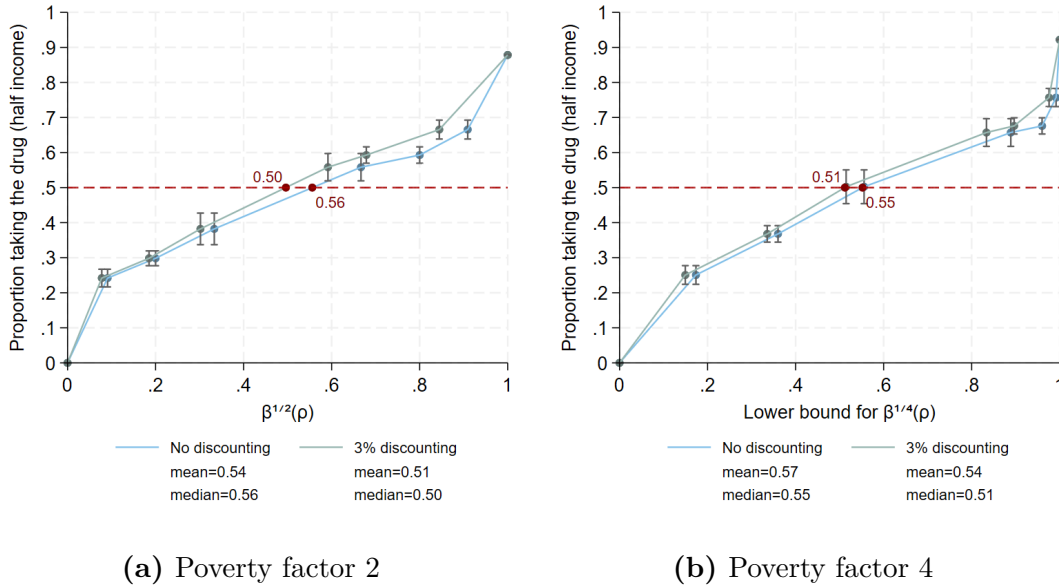 Proportion taking the drug (half income)
1
.9
.8
.7
.6
.5
.4
.3
.2
.1
0
0.50
0.56
0 .2 .4 .6 .8 1
β¹ᐟ²(ρ)
No discounting 3% discounting
mean=0.54 mean=0.51
median=0.56 median=0.50
(a) Poverty factor 2
Proportion taking the drug (half income)
1
.9
.8
.7
.6
.5
.4
.3
.2
.1
0
0.51
0.55
0 .2 .4 .6 .8 1
Lower bound for β¹ᐟ⁴(ρ)
No discounting 3% discounting
mean=0.57 mean=0.54
median=0.55 median=0.51
(b) Poverty factor 4